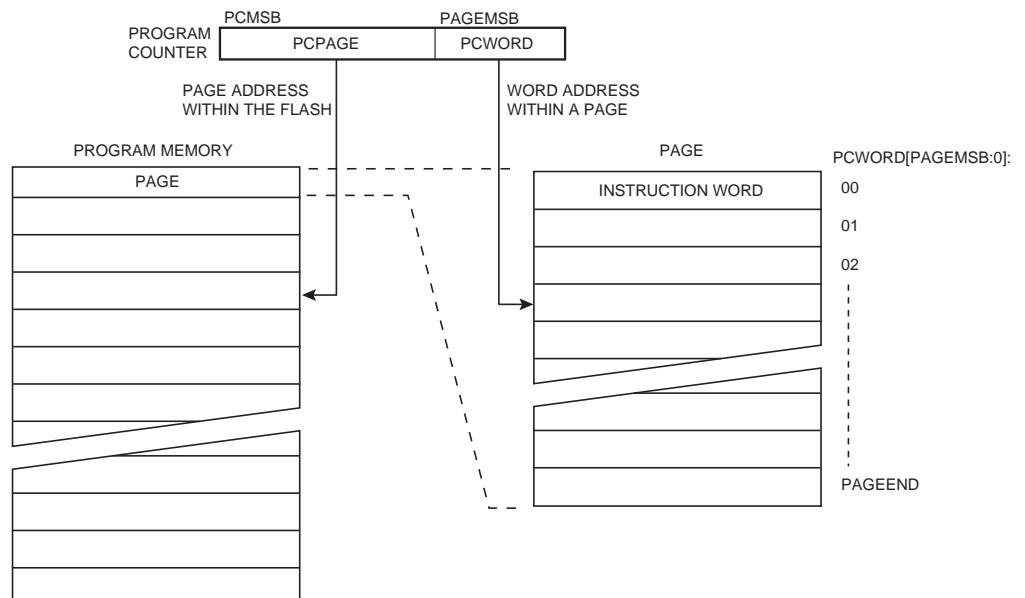 PCMSB
PAGEMSB
PROGRAM
COUNTER
PCPAGE
PCWORD
PAGE ADDRESS
WITHIN THE FLASH
WORD ADDRESS
WITHIN A PAGE
PROGRAM MEMORY
PAGE
PAGE
PCWORD[PAGEMSB:0]:
INSTRUCTION WORD
00
01
02
PAGEEND